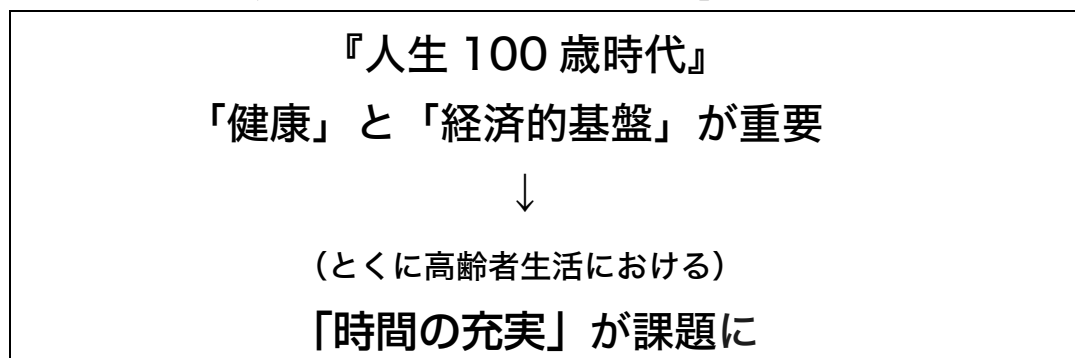 『人生 100 歳時代』
「健康」と「経済的基盤」が重要
↓
（とくに高齢者生活における）
「時間の充実」が課題に